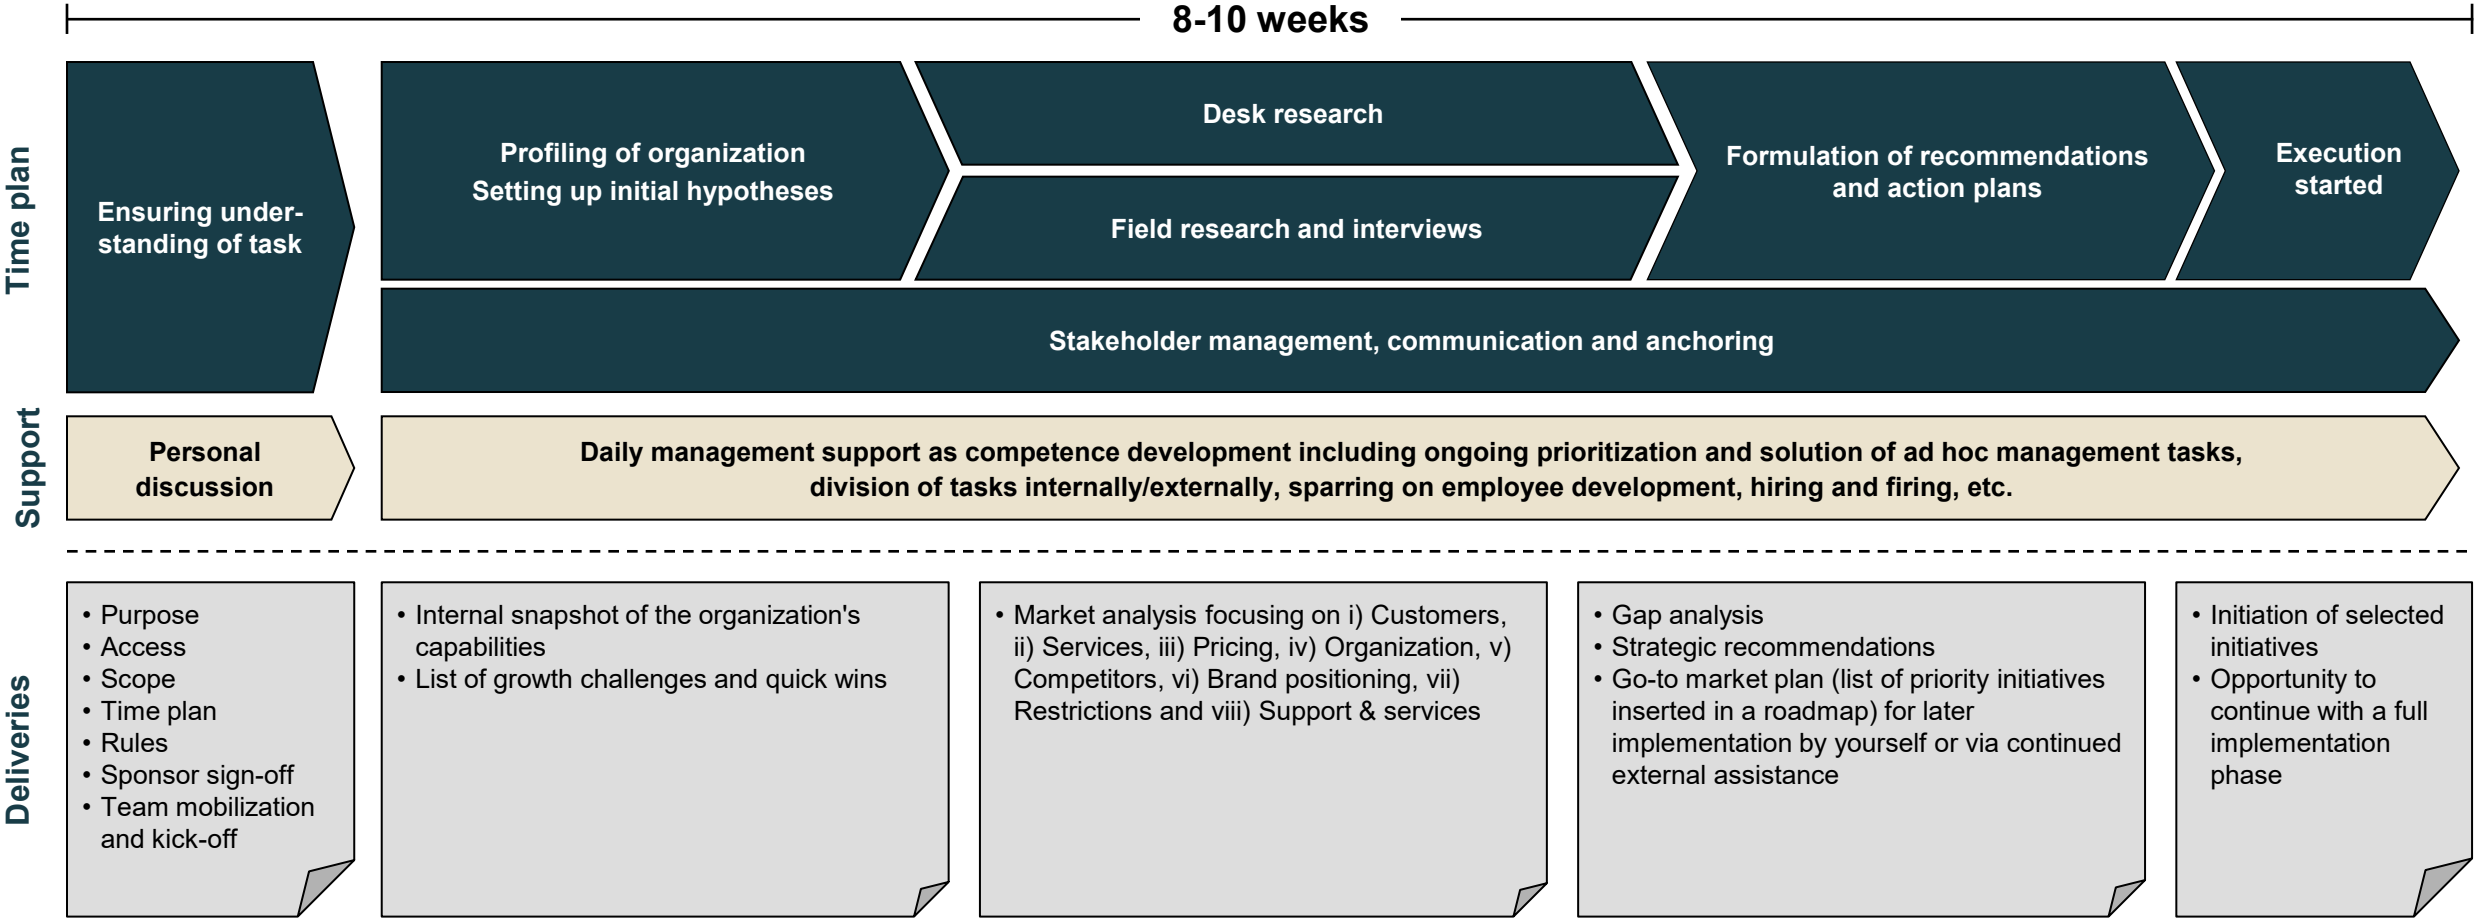 8-10 weeks
Time plan
Ensuring under-
standing of task
Profiling of organization
Setting up initial hypotheses
Desk research
Field research and interviews
Formulation of recommendations
and action plans
Execution
started
Stakeholder management, communication and anchoring
Support
Personal
discussion
Daily management support as competence development including ongoing prioritization and solution of ad hoc management tasks,
division of tasks internally/externally, sparring on employee development, hiring and firing, etc.
Deliveries
• Purpose
• Access
• Scope
• Time plan
• Rules
• Sponsor sign-off
• Team mobilization
and kick-off
• Internal snapshot of the organization's
capabilities
• List of growth challenges and quick wins
• Market analysis focusing on i) Customers,
ii) Services, iii) Pricing, iv) Organization, v)
Competitors, vi) Brand positioning, vii)
Restrictions and viii) Support & services
• Gap analysis
• Strategic recommendations
• Go-to market plan (list of priority initiatives
inserted in a roadmap) for later
implementation by yourself or via continued
external assistance
• Initiation of selected
initiatives
• Opportunity to
continue with a full
implementation
phase